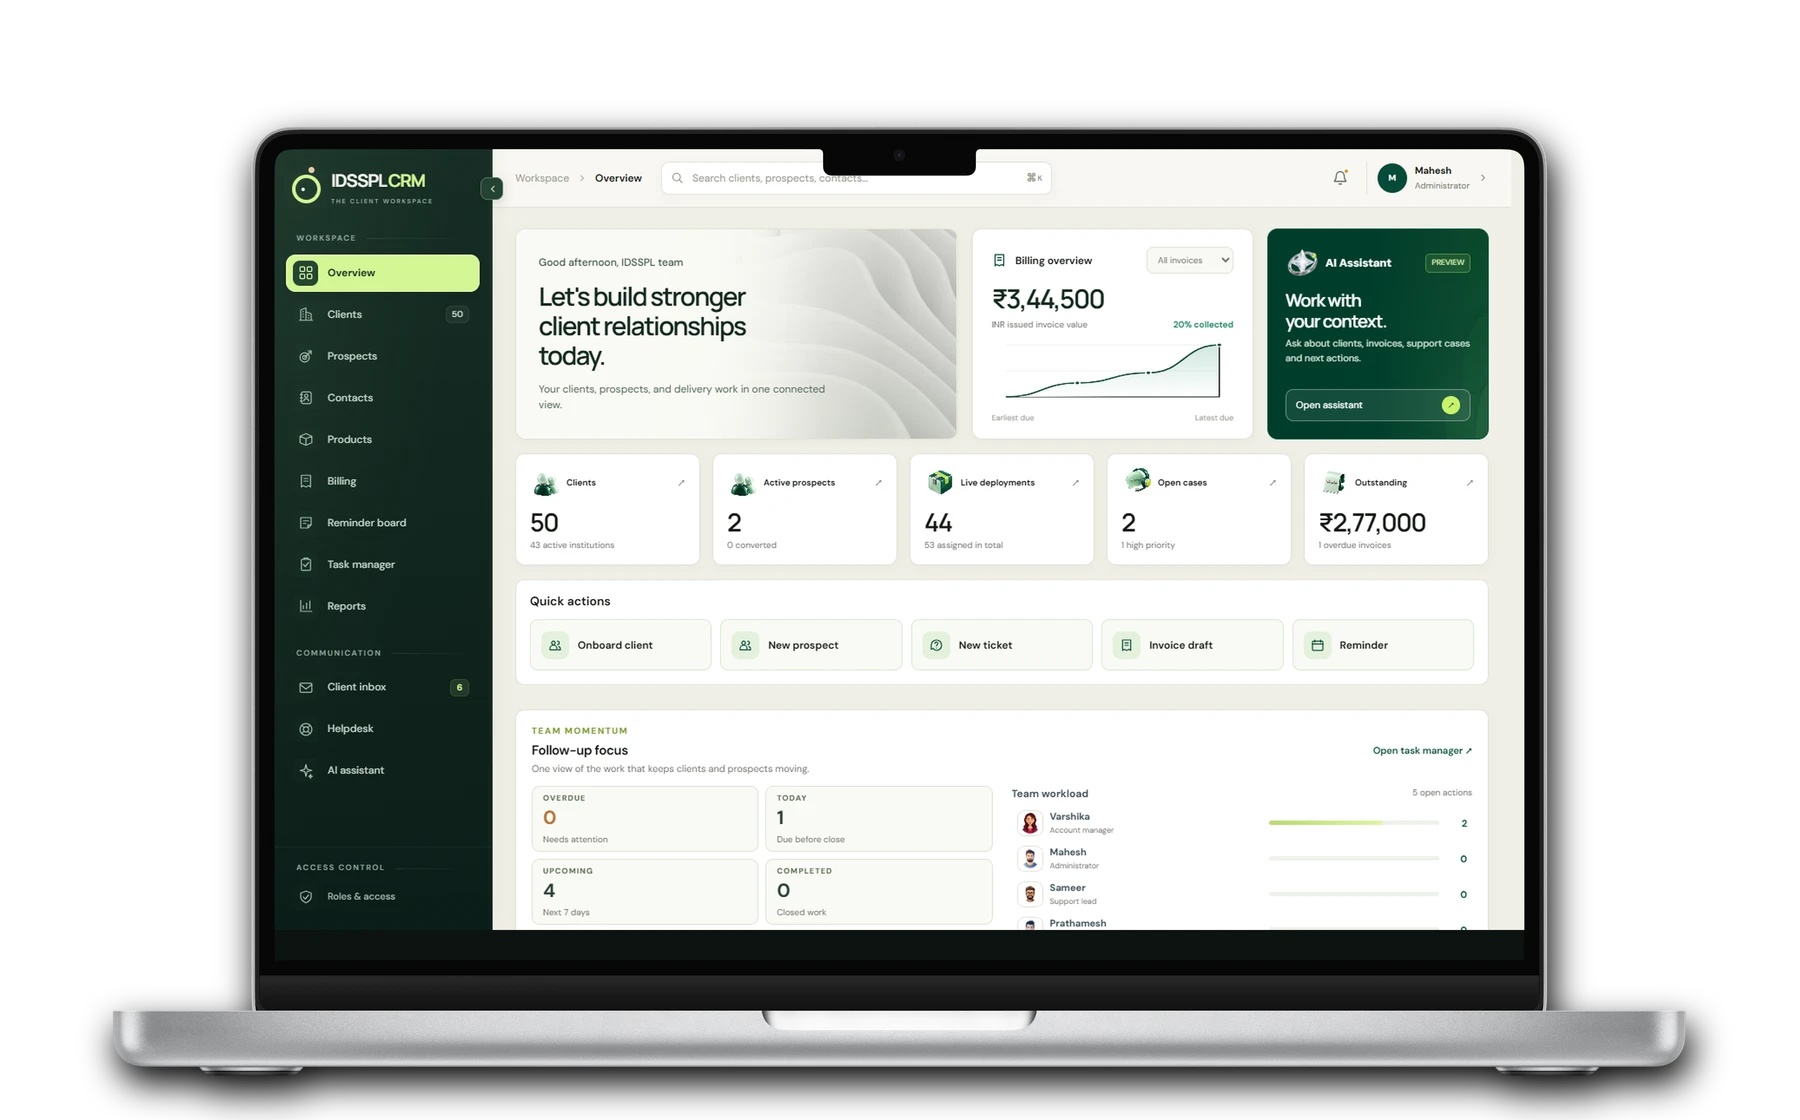 IDSSPLCRM
THE CLIENT WORKSPACE
WORKSPACE
Overview
Clients 50
Prospects
Contacts
Products
Billing
Reminder board
Task manager
Reports
COMMUNICATION
Client inbox 6
Helpdesk
AI assistant
ACCESS CONTROL
Roles & access
Workspace > Overview
Search clients, prospects, contacts... ⌘K
M
Mahesh
Administrator
Good afternoon, IDSSPL team
Let's build stronger
client relationships
today.
Your clients, prospects, and delivery work in one connected
view.
Billing overview
All invoices
₹3,44,500
INR issued invoice value
20% collected
Earliest due
Latest due
AI Assistant
PREVIEW
Work with
your context.
Ask about clients, invoices, support cases
and next actions.
Open assistant
Clients
50
43 active institutions
Active prospects
2
0 converted
Live deployments
44
53 assigned in total
Open cases
2
1 high priority
Outstanding
₹2,77,000
1 overdue invoices
Quick actions
Onboard client
New prospect
New ticket
Invoice draft
Reminder
TEAM MOMENTUM
Follow-up focus
One view of the work that keeps clients and prospects moving.
Open task manager ↗
OVERDUE
0
Needs attention
TODAY
1
Due before close
UPCOMING
4
Next 7 days
COMPLETED
0
Closed work
Team workload
5 open actions
Varshika
Account manager
2
Mahesh
Administrator
0
Sameer
Support lead
0
Prathamesh